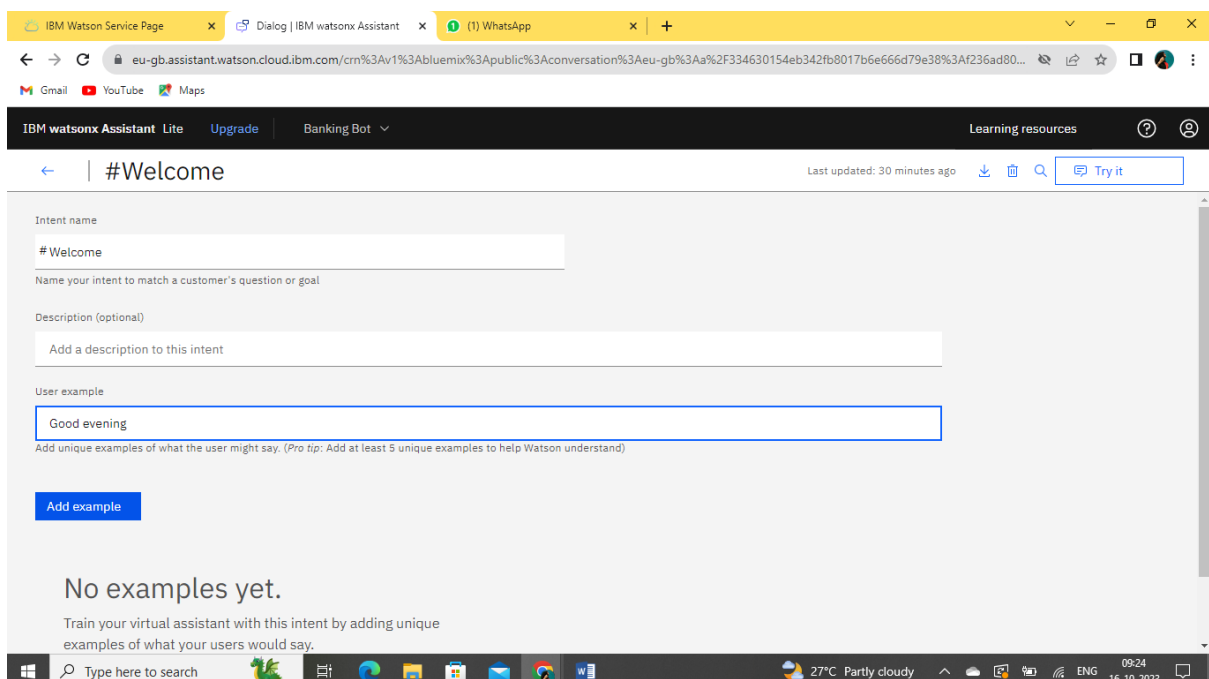 IBM Watson Service Page
Dialog | IBM watsonx Assistant
(1) WhatsApp
eu-gb.assistant.watson.cloud.ibm.com/crn%3Av1%3Abluemix%3Apublic%3Aconversation%3Aeu-gb%3Aa%2F334630154eb342fb8017b6e666d79e38%3Af236ad80...
Gmail YouTube Maps
IBM watsonx Assistant Lite Upgrade Banking Bot Learning resources
#Welcome Last updated: 30 minutes ago Try it
Intent name
#Welcome
Name your intent to match a customer's question or goal
Description (optional)
Add a description to this intent
User example
Good evening
Add unique examples of what the user might say. (Pro tip: Add at least 5 unique examples to help Watson understand)
Add example
No examples yet.
Train your virtual assistant with this intent by adding unique
examples of what your users would say.
Type here to search 27°C Partly cloudy ENG 09:24
16-10-2023